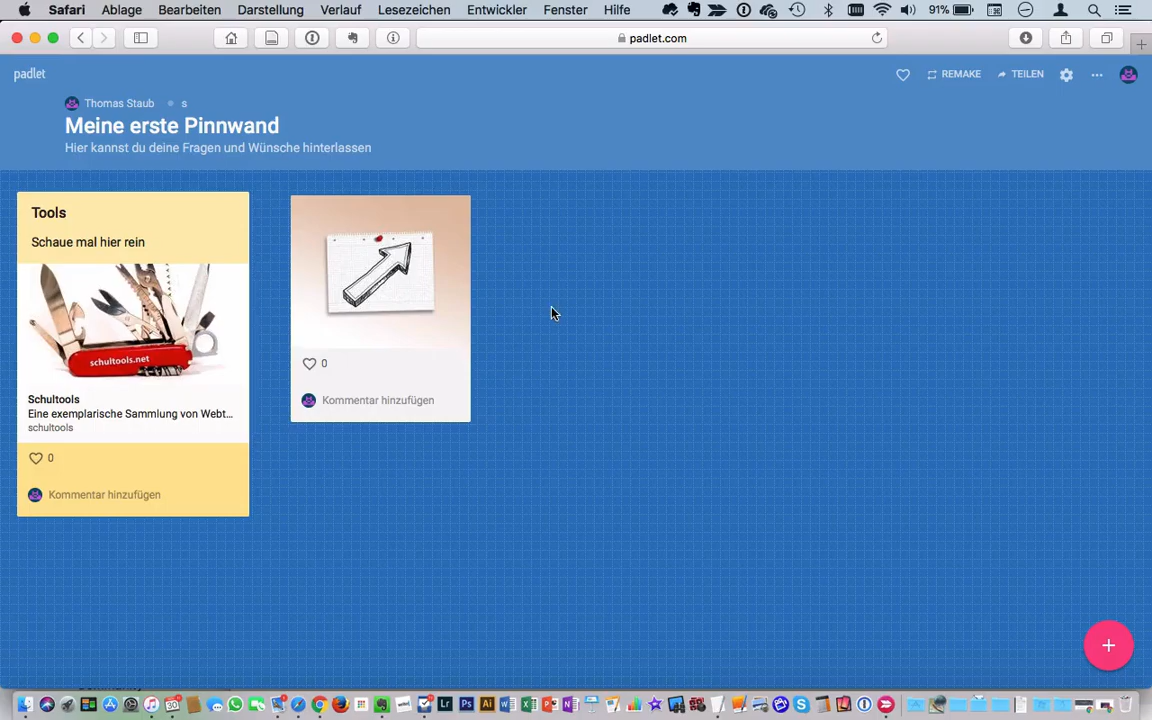 Safari Ablage Bearbeiten Darstellung Verlauf Lesezeichen Entwickler Fenster Hilfe 91%
padlet.com
padlet REMAKE TEILEN
Thomas Staub s
Meine erste Pinnwand
Hier kannst du deine Fragen und Wünsche hinterlassen
Tools
Schaue mal hier rein
schultools.net
Schultools
Eine exemplarische Sammlung von Webt...
schultools
0
Kommentar hinzufügen
0
Kommentar hinzufügen